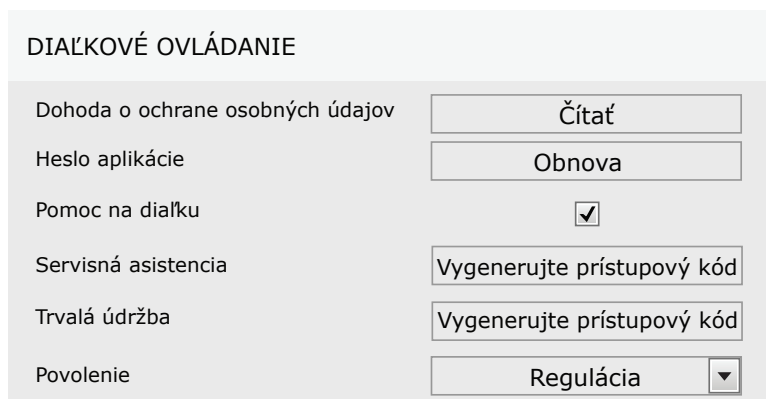 DIAĽKOVÉ OVLÁDANIE
Dohoda o ochrane osobných údajov Čítať
Heslo aplikácie Obnova
Pomoc na diaľku
Servisná asistencia Vygenerujte prístupový kód
Trvalá údržba Vygenerujte prístupový kód
Povolenie Regulácia